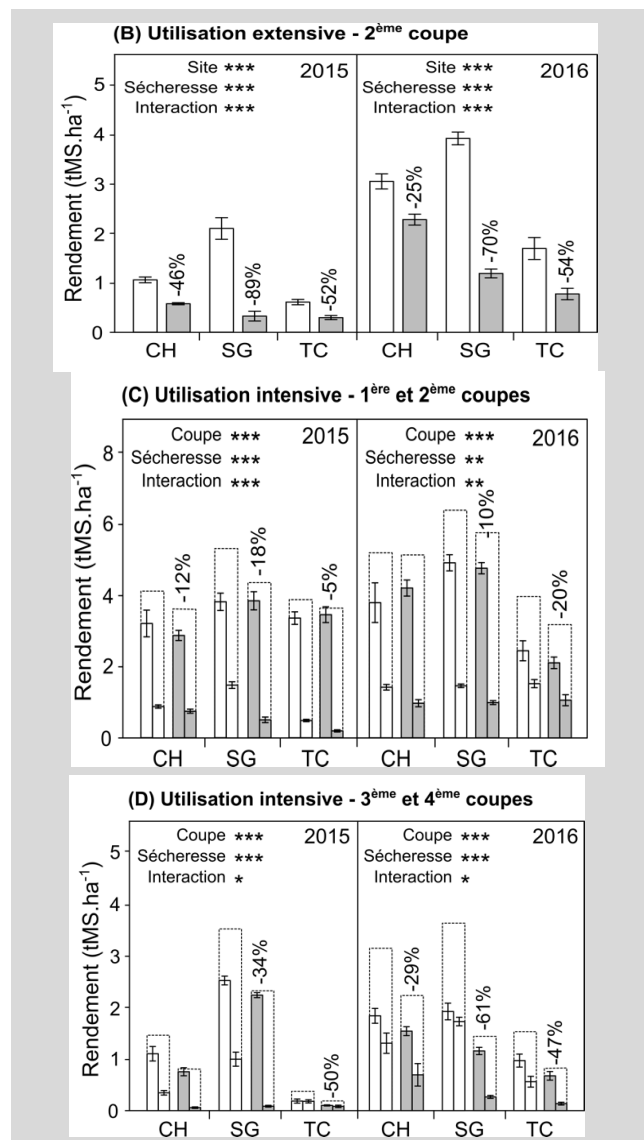 (B) Utilisation extensive - 2ème coupe
Rendement (tMS.ha-1)
5
4
3
2
1
0
Site ***
Sécheresse ***
Interaction ***
2015
-46%
-89%
-52%
CH SG TC
Site ***
Sécheresse ***
Interaction ***
2016
-25%
-70%
-54%
CH SG TC
(C) Utilisation intensive - 1ère et 2ème coupes
Rendement (tMS.ha-1)
8
6
4
2
0
Coupe ***
Sécheresse ***
Interaction ***
2015
-12%
-18%
-5%
CH SG TC
Coupe ***
Sécheresse **
Interaction **
2016
-10%
-20%
CH SG TC
(D) Utilisation intensive - 3ème et 4ème coupes
Rendement (tMS.ha-1)
5
4
3
2
1
0
Coupe ***
Sécheresse ***
Interaction *
2015
-34%
-50%
CH SG TC
Coupe ***
Sécheresse ***
Interaction *
2016
-29%
-61%
-47%
CH SG TC